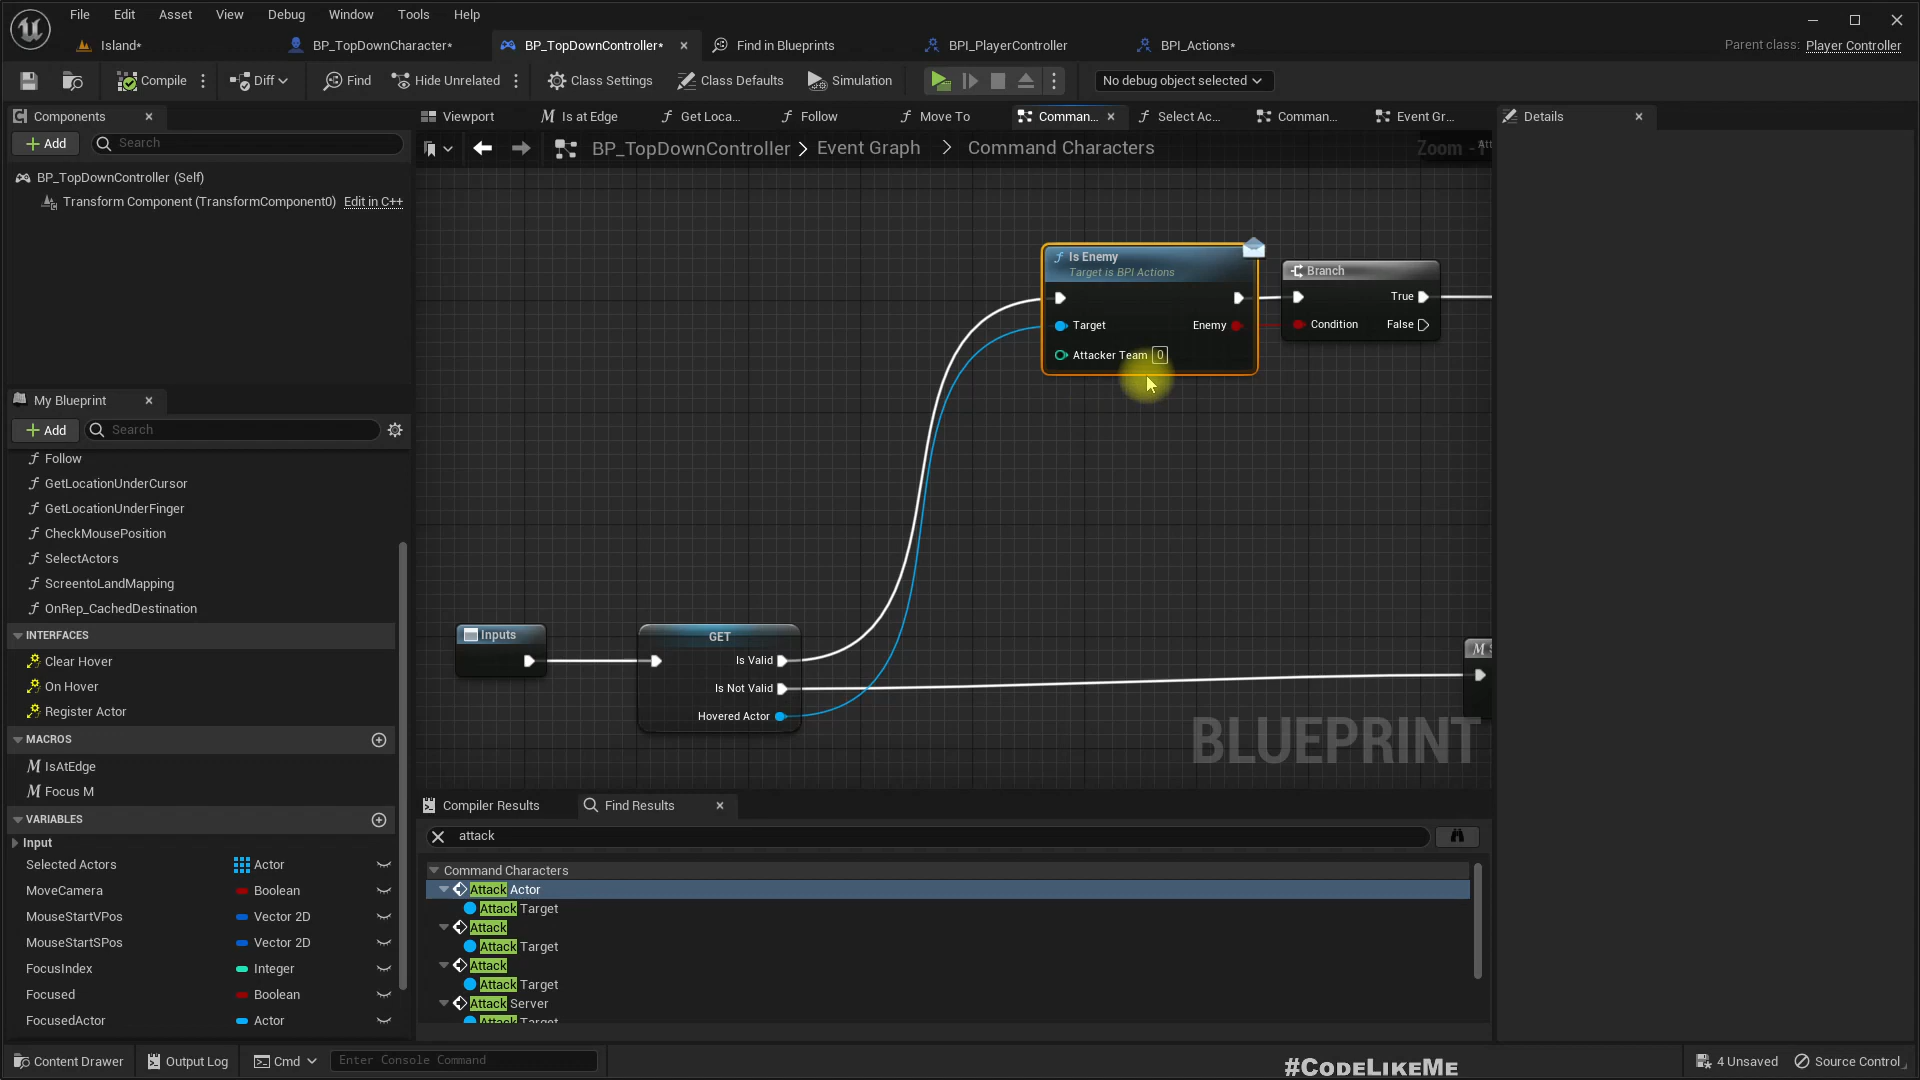 File Edit Asset View Debug Window Tools Help
Island* BP_TopDownCharacter* BP_TopDownController* Find in Blueprints BPI_PlayerController BPI_Actions* Parent class: Player Controller
Compile Diff Find Hide Unrelated Class Settings Class Defaults Simulation No debug object selected
Components
Add Search
BP_TopDownController (Self)
Transform Component (TransformComponent0) Edit in C++
My Blueprint
Add Search
Follow
GetLocationUnderCursor
GetLocationUnderFinger
CheckMousePosition
SelectActors
ScreentoLandMapping
OnRep_CachedDestination
INTERFACES
Clear Hover
On Hover
Register Actor
MACROS
IsAtEdge
Focus M
VARIABLES
Input
Selected Actors Actor
MoveCamera Boolean
MouseStartVPos Vector 2D
MouseStartSPos Vector 2D
FocusIndex Integer
Focused Boolean
FocusedActor Actor
Viewport Is at Edge Get Loca... Follow Move To Comman... Select Ac... Comman... Event Gr...
BP_TopDownController > Event Graph > Command Characters
Zoom -1
Att
Is Enemy
Target is BPI Actions
Target Enemy
Attacker Team 0
Branch
True
Condition False
Inputs
GET
Is Valid
Is Not Valid
Hovered Actor
BLUEPRINT
Compiler Results Find Results
attack
Command Characters
Attack Actor
Attack Target
Attack
Attack Target
Attack
Attack Target
Attack Server
Attack Target
Details
Content Drawer Output Log Cmd Enter Console Command
#CODELIKEME
4 Unsaved Source Control